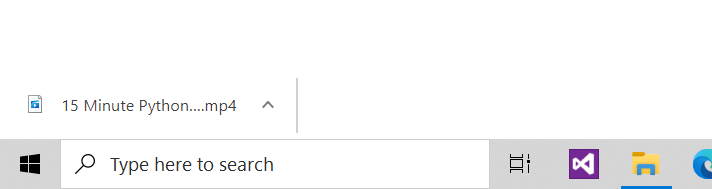 15 Minute Python....mp4
Type here to search